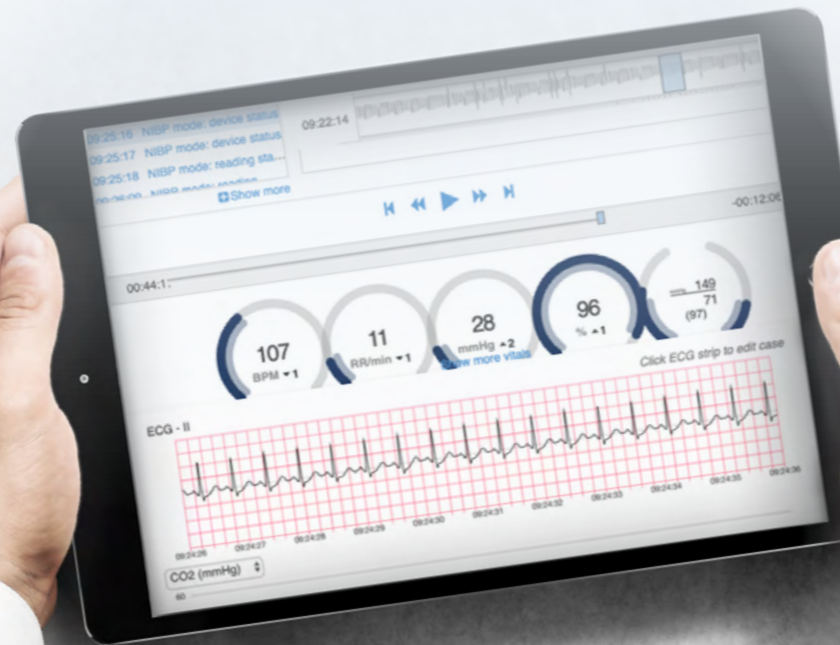 09:25:16 NIBP mode: device status
09:25:17 NIBP mode: device status
09:25:18 NIBP mode: reading sta...
Show more
09:22:14
00:44:1
-00:12:06
107
BPM ▾1
11
RR/min ▾1
28
mmHg ▴2
show more vitals
96
% ▴1
149
71
(97)
Click ECG strip to edit case
ECG - II
09:24:26 09:24:27 09:24:28 09:24:29 09:24:30 09:24:31 09:24:32 09:24:33 09:24:34 09:24:35 09:24:36
CO2 (mmHg)
60